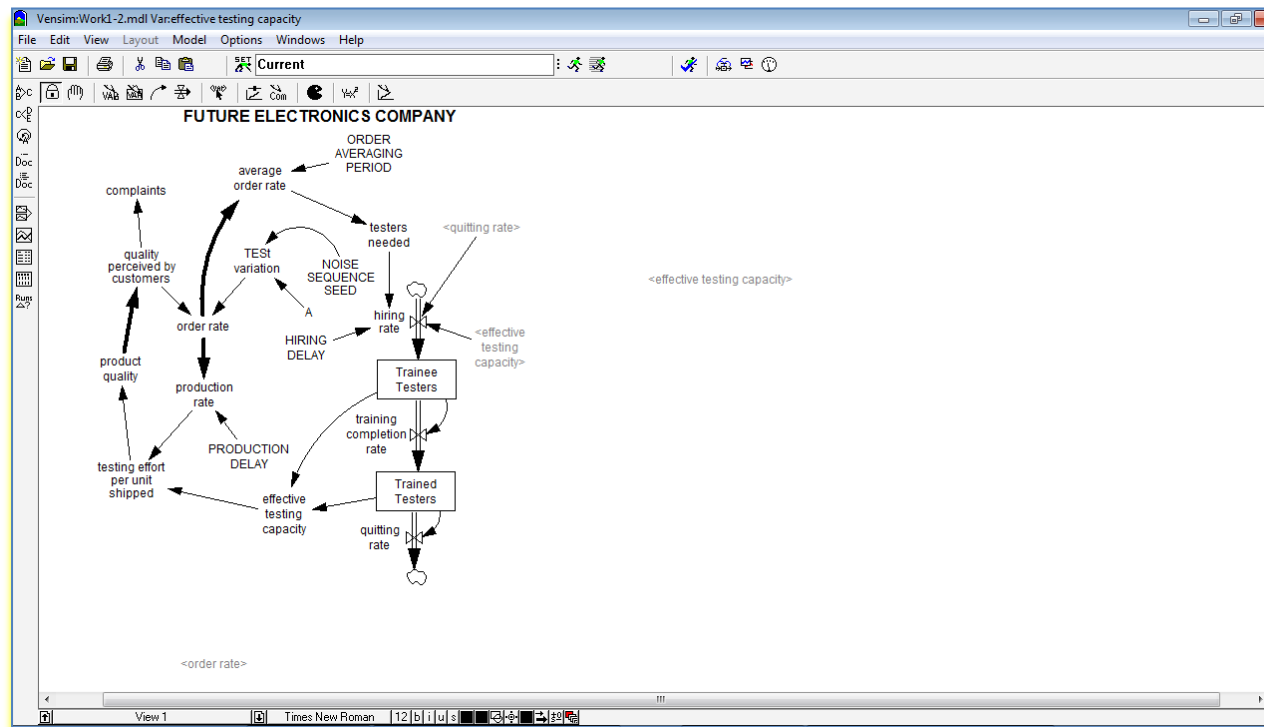 Vensim:Work1-2.mdl Var:effective testing capacity
File Edit View Layout Model Options Windows Help
SET Current
FUTURE ELECTRONICS COMPANY
ORDER
AVERAGING
PERIOD
average
order rate
complaints
testers
needed
<quitting rate>
quality
perceived by
customers
TESt
variation
NOISE
SEQUENCE
SEED
<effective testing capacity>
A
order rate
hiring
rate
HIRING
DELAY
<effective
testing
capacity>
product
quality
Trainee
Testers
production
rate
training
completion
rate
PRODUCTION
DELAY
testing effort
per unit
shipped
Trained
Testers
effective
testing
capacity
quitting
rate
<order rate>
Doc
Doc
Runs
View 1 Times New Roman 12 b i u s